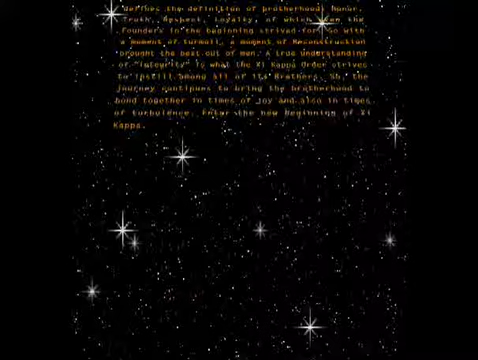 defines the definition of brotherhood, Honor,
Truth, Respect, Loyalty, of which even the
Founders in the beginning strived for. So with
a moment of turmoil, a moment of Reconstruction
brought the best out of men. A true understanding
of "integrity" is what the Xi Kappa Order strives
to instill among all of its Brothers. So, the
journey continues to bring the brotherhood to
bond together in times of joy and also in times
of turbulence. Enter the new Beginning of Xi
Kappa.